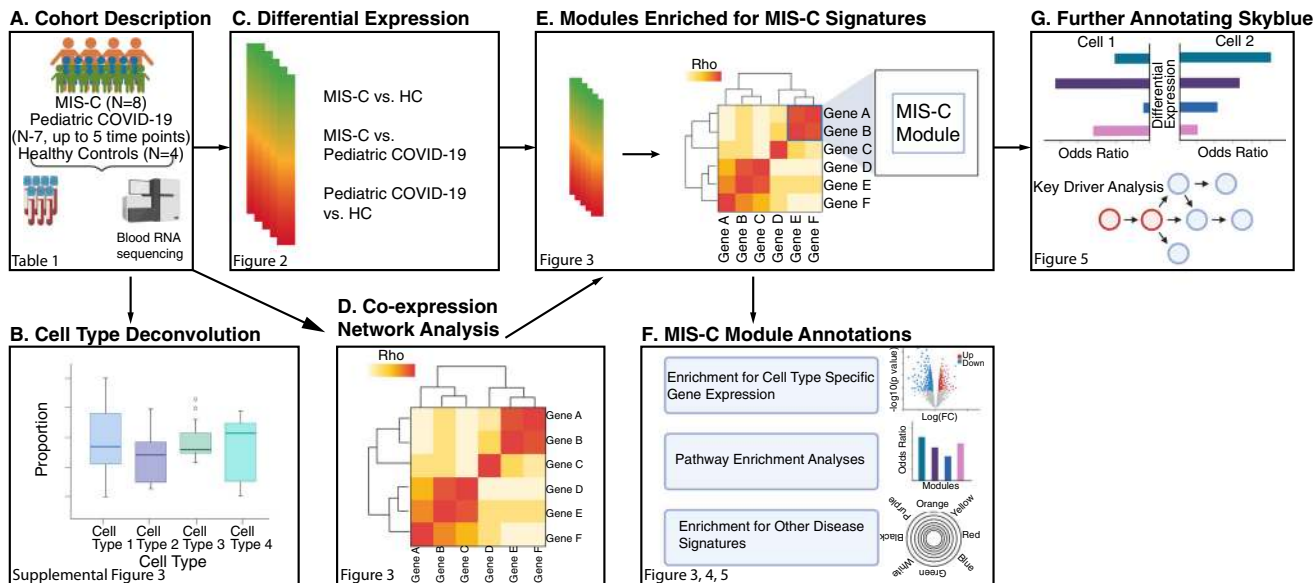 A. Cohort Description
MIS-C (N=8)
Pediatric COVID-19
(N-7, up to 5 time points)
Healthy Controls (N=4)
Blood RNA
sequencing
Table 1
C. Differential Expression
MIS-C vs. HC
MIS-C vs.
Pediatric COVID-19
Pediatric COVID-19
vs. HC
Figure 2
E. Modules Enriched for MIS-C Signatures
Rho
Gene A
Gene B
Gene C
Gene D
Gene E
Gene F
Gene A
Gene B
Gene C
Gene D
Gene E
Gene F
MIS-C
Module
Figure 3
G. Further Annotating Skyblue
Cell 1
Cell 2
Differential
Expression
Odds Ratio
Odds Ratio
Key Driver Analysis
Figure 5
B. Cell Type Deconvolution
Proportion
Cell
Type 1
Cell
Type 2
Cell
Type 3
Cell
Type 4
Cell Type
Supplemental Figure 3
D. Co-expression
Network Analysis
Rho
Gene A
Gene B
Gene C
Gene D
Gene E
Gene F
Gene A
Gene B
Gene C
Gene D
Gene E
Gene F
Figure 3
F. MIS-C Module Annotations
Enrichment for Cell Type Specific
Gene Expression
-log10(p value)
Up
Down
Log(FC)
Pathway Enrichment Analyses
Odds Ratio
Modules
Enrichment for Other Disease
Signatures
Orange
Yellow
Red
Blue
Green
White
Black
Purple
Figure 3, 4, 5